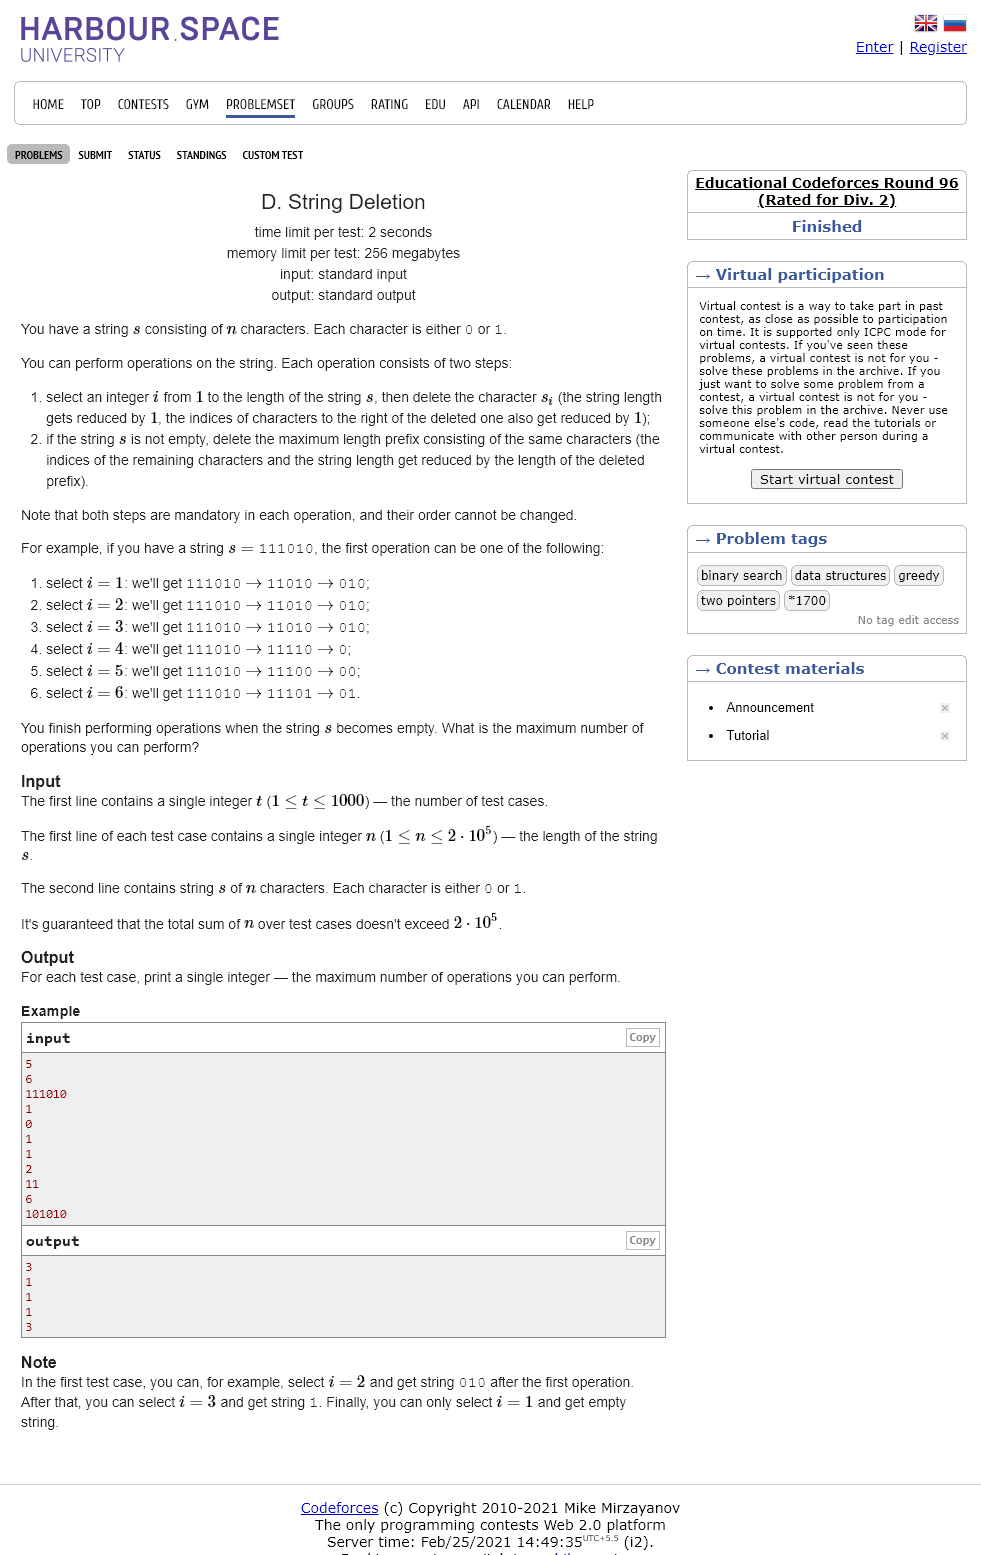 HARBOUR.SPACE
UNIVERSITY
Enter | Register
HOME TOP CONTESTS GYM PROBLEMSET GROUPS RATING EDU API CALENDAR HELP
PROBLEMS SUBMIT STATUS STANDINGS CUSTOM TEST
D. String Deletion
time limit per test: 2 seconds
memory limit per test: 256 megabytes
input: standard input
output: standard output
You have a string s consisting of n characters. Each character is either 0 or 1.
You can perform operations on the string. Each operation consists of two steps:
1. select an integer i from 1 to the length of the string s, then delete the character s_i (the string length
gets reduced by 1, the indices of characters to the right of the deleted one also get reduced by 1);
2. if the string s is not empty, delete the maximum length prefix consisting of the same characters (the
indices of the remaining characters and the string length get reduced by the length of the deleted
prefix).
Note that both steps are mandatory in each operation, and their order cannot be changed.
For example, if you have a string s = 111010, the first operation can be one of the following:
1. select i = 1: we'll get 111010 → 11010 → 010;
2. select i = 2: we'll get 111010 → 11010 → 010;
3. select i = 3: we'll get 111010 → 11010 → 010;
4. select i = 4: we'll get 111010 → 11110 → 0;
5. select i = 5: we'll get 111010 → 11100 → 00;
6. select i = 6: we'll get 111010 → 11101 → 01.
You finish performing operations when the string s becomes empty. What is the maximum number of
operations you can perform?
Input
The first line contains a single integer t (1 ≤ t ≤ 1000) — the number of test cases.
The first line of each test case contains a single integer n (1 ≤ n ≤ 2 · 10^5) — the length of the string
s.
The second line contains string s of n characters. Each character is either 0 or 1.
It's guaranteed that the total sum of n over test cases doesn't exceed 2 · 10^5.
Output
For each test case, print a single integer — the maximum number of operations you can perform.
Example
input Copy
5
6
111010
1
0
1
1
2
11
6
101010
output Copy
3
1
1
1
3
Note
In the first test case, you can, for example, select i = 2 and get string 010 after the first operation.
After that, you can select i = 3 and get string 1. Finally, you can only select i = 1 and get empty
string.
Educational Codeforces Round 96
(Rated for Div. 2)
Finished
→ Virtual participation
Virtual contest is a way to take part in past
contest, as close as possible to participation
on time. It is supported only ICPC mode for
virtual contests. If you've seen these
problems, a virtual contest is not for you -
solve these problems in the archive. If you
just want to solve some problem from a
contest, a virtual contest is not for you -
solve this problem in the archive. Never use
someone else's code, read the tutorials or
communicate with other person during a
virtual contest.
Start virtual contest
→ Problem tags
binary search data structures greedy
two pointers *1700
No tag edit access
→ Contest materials
• Announcement
• Tutorial
Codeforces (c) Copyright 2010-2021 Mike Mirzayanov
The only programming contests Web 2.0 platform
Server time: Feb/25/2021 14:49:35 UTC+5.5 (i2).